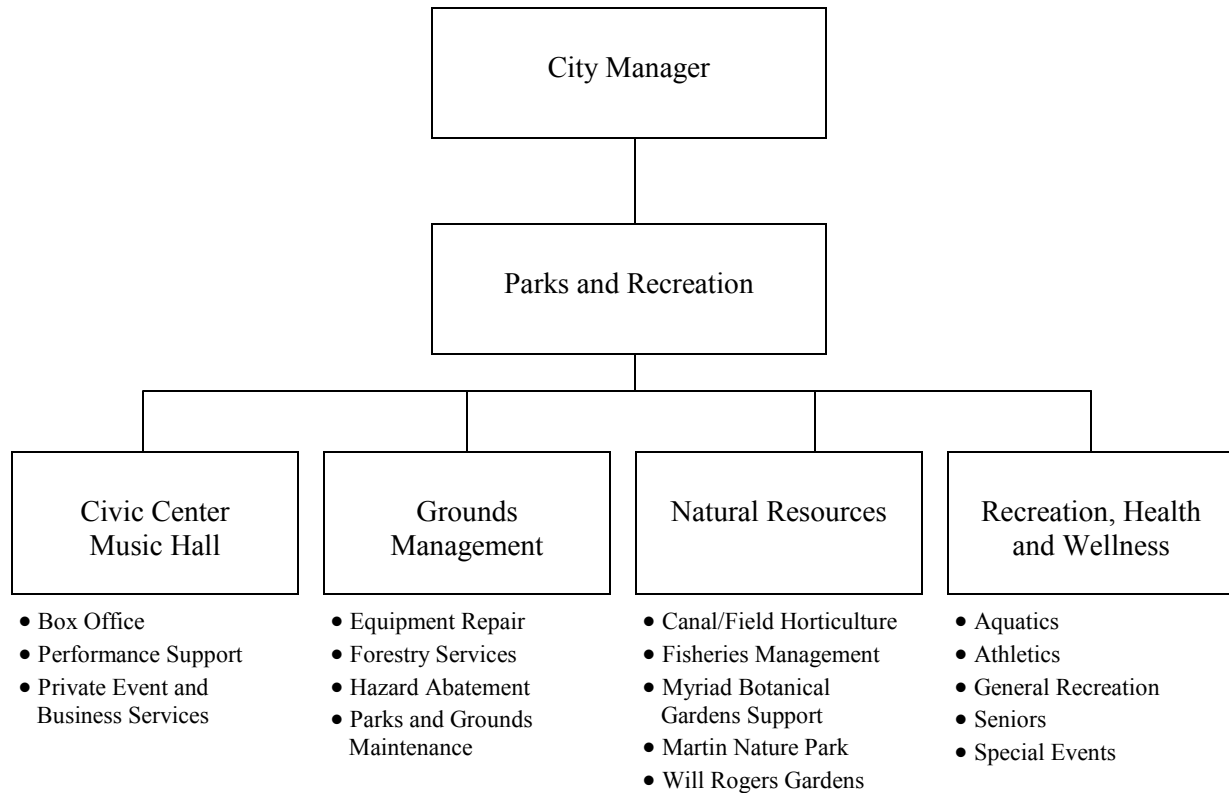 City Manager
Parks and Recreation
Civic Center
Music Hall
• Box Office
• Performance Support
• Private Event and
Business Services
Grounds
Management
• Equipment Repair
• Forestry Services
• Hazard Abatement
• Parks and Grounds
Maintenance
Natural Resources
• Canal/Field Horticulture
• Fisheries Management
• Myriad Botanical
Gardens Support
• Martin Nature Park
• Will Rogers Gardens
Recreation, Health
and Wellness
• Aquatics
• Athletics
• General Recreation
• Seniors
• Special Events